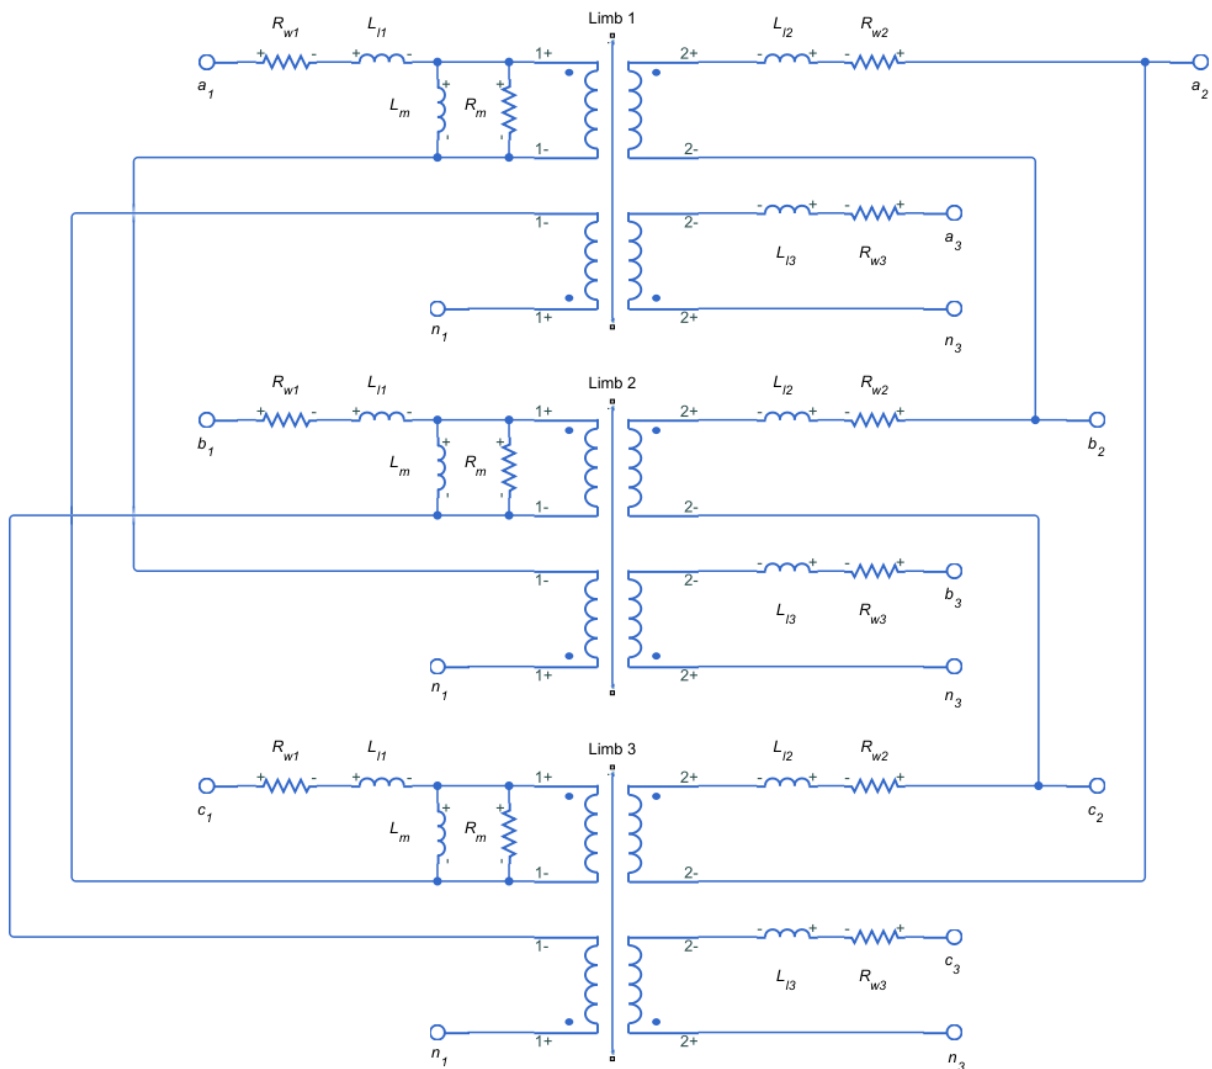 R_w1 L_l1 Limb 1 L_l2 R_w2
+ - + - 1+ 2+ - + - +
a_1 a_2
L_m + R_m +
- -
1- 2-
1- 2- - + - +
a_3
L_l3 R_w3
n_1 1+ 2+ n_3
R_w1 L_l1 Limb 2 L_l2 R_w2
+ - + - 1+ 2+ - + - +
b_1 b_2
L_m + R_m +
- -
1- 2-
1- 2- - + - +
b_3
L_l3 R_w3
n_1 1+ 2+ n_3
R_w1 L_l1 Limb 3 L_l2 R_w2
+ - + - 1+ 2+ - + - +
c_1 c_2
L_m + R_m +
- -
1- 2-
1- 2- - + - +
c_3
L_l3 R_w3
n_1 1+ 2+ n_3